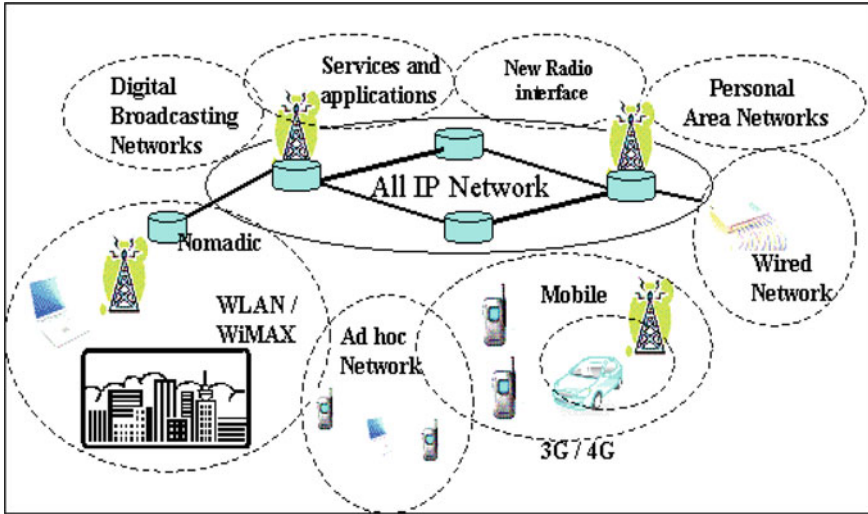 Digital
Broadcasting
Networks
Services and
applications
New Radio
interface
Personal
Area Networks
All IP Network
Nomadic
WLAN /
WiMAX
Ad hoc
Network
Mobile
Wired
Network
3G / 4G